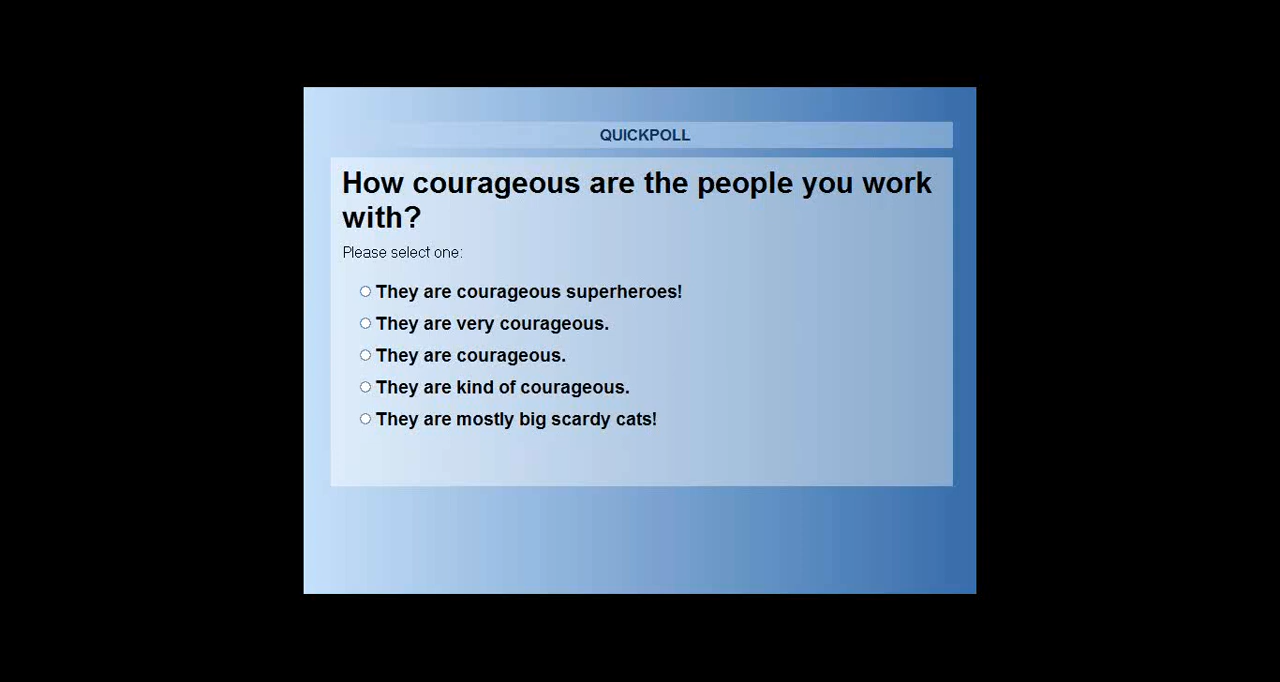 QUICKPOLL
How courageous are the people you work
with?
Please select one:
They are courageous superheroes!
They are very courageous.
They are courageous.
They are kind of courageous.
They are mostly big scardy cats!